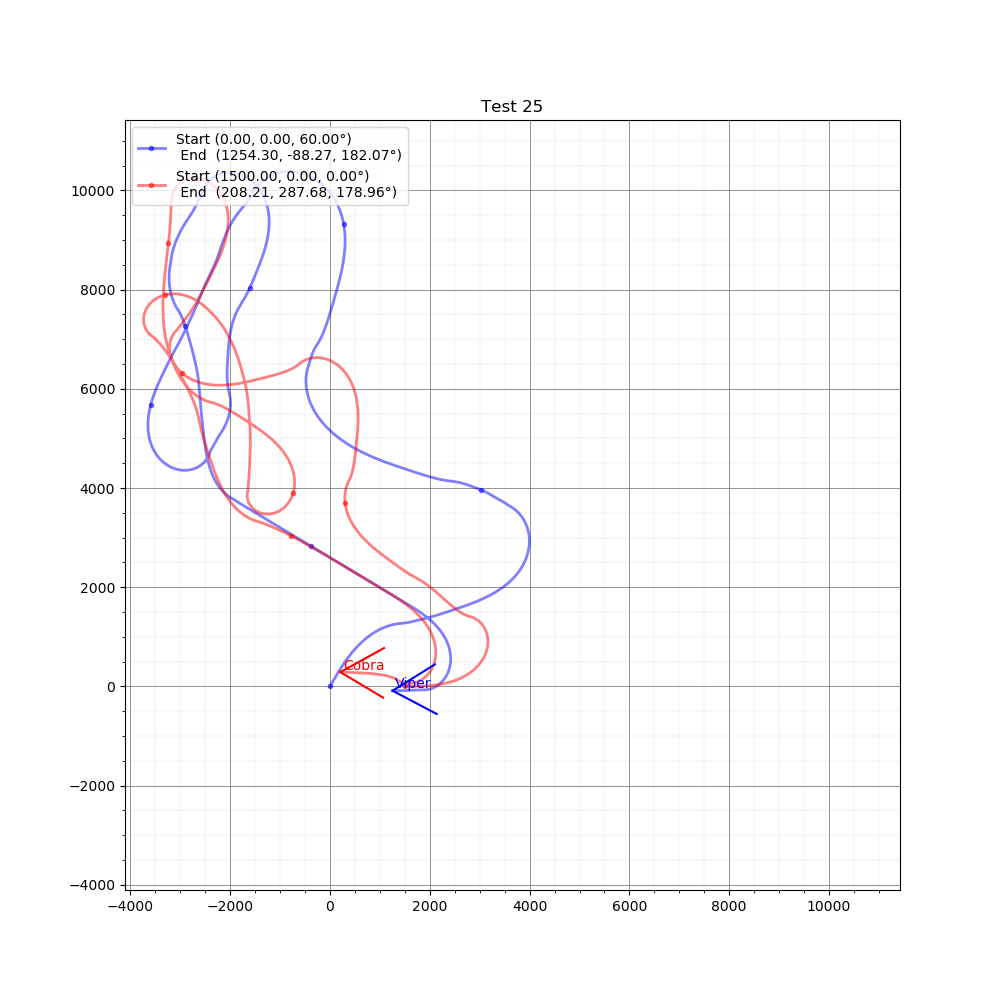 Test 25
Start (0.00, 0.00, 60.00°)
End (1254.30, -88.27, 182.07°)
Start (1500.00, 0.00, 0.00°)
End (208.21, 287.68, 178.96°)
10000
8000
6000
4000
2000
0
−2000
−4000
Cobra
Viper
−4000 −2000 0 2000 4000 6000 8000 10000